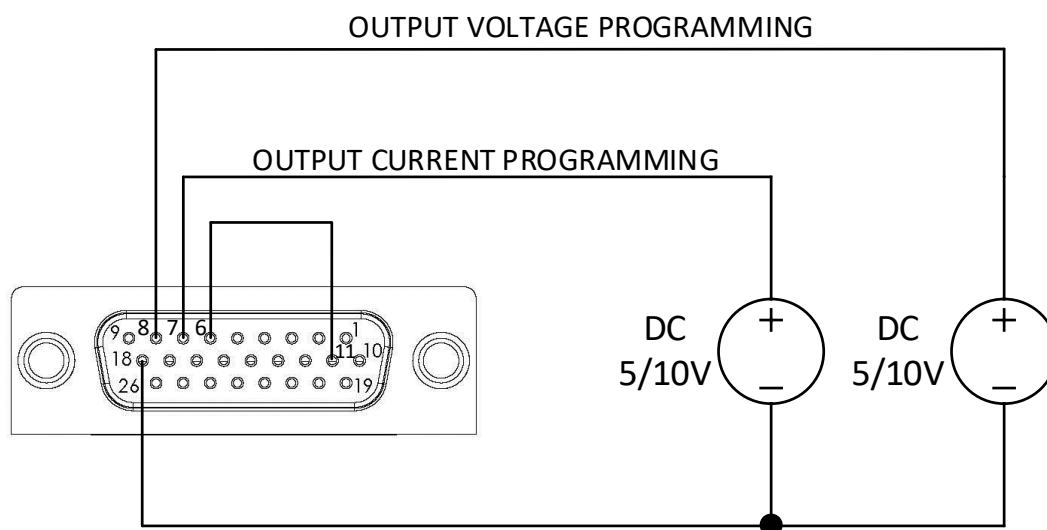 OUTPUT VOLTAGE PROGRAMMING
OUTPUT CURRENT PROGRAMMING
9 8 7 6 1
18 11 10
26 19
DC
5/10V
+
−
DC
5/10V
+
−